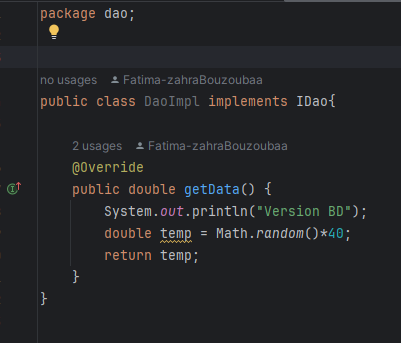 package dao;
no usages Fatima-zahraBouzoubaa
public class DaoImpl implements IDao{
2 usages Fatima-zahraBouzoubaa
@Override
public double getData() {
System.out.println("Version BD");
double temp = Math.random()*40;
return temp;
}
}